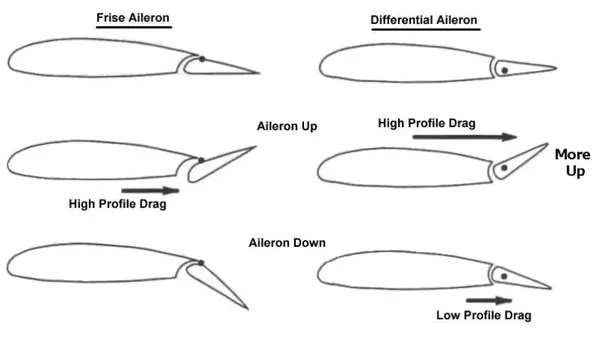 Frise Aileron
Differential Aileron
Aileron Up
High Profile Drag
More
Up
High Profile Drag
Aileron Down
Low Profile Drag